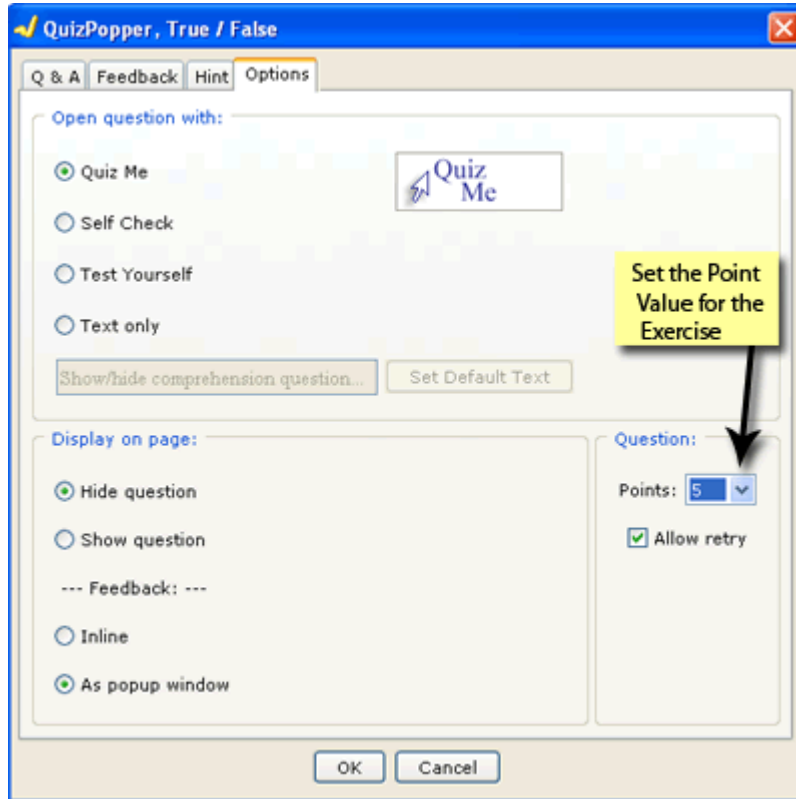 QuizPopper, True / False
Q & A Feedback Hint Options
Open question with:
Quiz Me
Quiz
Me
Self Check
Test Yourself
Text only
Show/hide comprehension question...
Set Default Text
Set the Point
Value for the
Exercise
Display on page:
Hide question
Show question
--- Feedback: ---
Inline
As popup window
Question:
Points: 5
Allow retry
OK Cancel